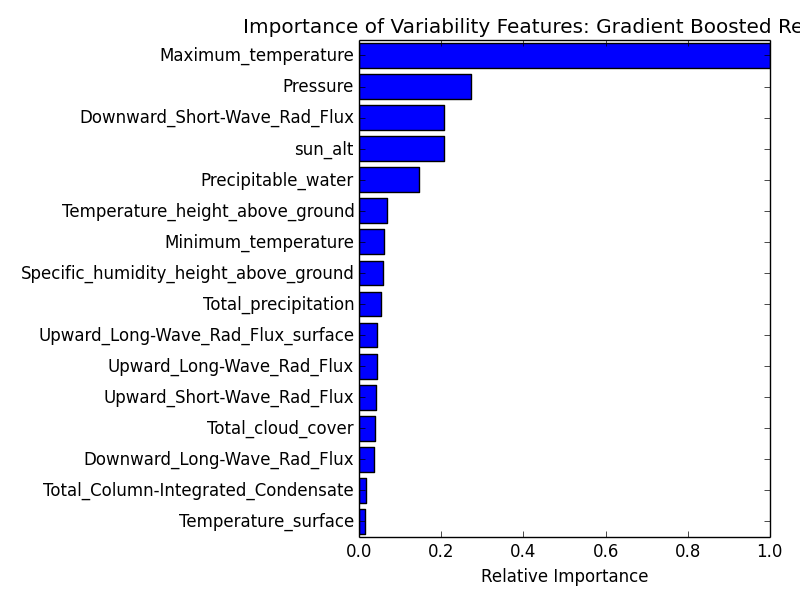 Importance of Variability Features: Gradient Boosted Re
Maximum_temperature
Pressure
Downward_Short-Wave_Rad_Flux
sun_alt
Precipitable_water
Temperature_height_above_ground
Minimum_temperature
Specific_humidity_height_above_ground
Total_precipitation
Upward_Long-Wave_Rad_Flux_surface
Upward_Long-Wave_Rad_Flux
Upward_Short-Wave_Rad_Flux
Total_cloud_cover
Downward_Long-Wave_Rad_Flux
Total_Column-Integrated_Condensate
Temperature_surface
0.0 0.2 0.4 0.6 0.8 1.0
Relative Importance